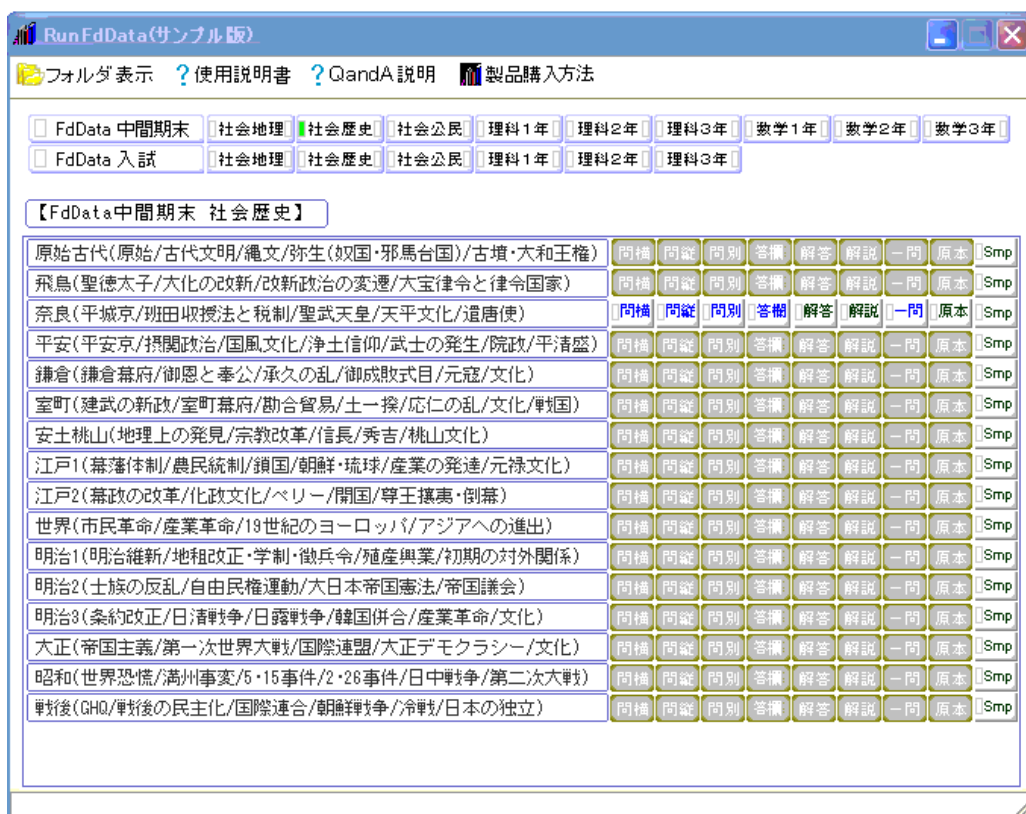 RunFdData(サンプル版)
フォルダ表示 ?使用説明書 ?QandA説明 製品購入方法
FdData 中間期末 社会地理 社会歴史 社会公民 理科1年 理科2年 理科3年 数学1年 数学2年 数学3年
FdData 入試 社会地理 社会歴史 社会公民 理科1年 理科2年 理科3年
【FdData中間期末 社会歴史】
原始古代(原始/古代文明/縄文/弥生(奴国・邪馬台国)/古墳・大和王権) 問横 問縦 問別 答欄 解答 解説 一問 原本 Smp
飛鳥(聖徳太子/大化の改新/改新政治の変遷/大宝律令と律令国家) 問横 問縦 問別 答欄 解答 解説 一問 原本 Smp
奈良(平城京/班田収授法と税制/聖武天皇/天平文化/遣唐使) 問横 問縦 問別 答欄 解答 解説 一問 原本 Smp
平安(平安京/摂関政治/国風文化/浄土信仰/武士の発生/院政/平清盛) 問横 問縦 問別 答欄 解答 解説 一問 原本 Smp
鎌倉(鎌倉幕府/御恩と奉公/承久の乱/御成敗式目/元寇/文化) 問横 問縦 問別 答欄 解答 解説 一問 原本 Smp
室町(建武の新政/室町幕府/勘合貿易/土一揆/応仁の乱/文化/戦国) 問横 問縦 問別 答欄 解答 解説 一問 原本 Smp
安土桃山(地理上の発見/宗教改革/信長/秀吉/桃山文化) 問横 問縦 問別 答欄 解答 解説 一問 原本 Smp
江戸1(幕藩体制/農民統制/鎖国/朝鮮・琉球/産業の発達/元禄文化) 問横 問縦 問別 答欄 解答 解説 一問 原本 Smp
江戸2(幕政の改革/化政文化/ペリー/開国/尊王攘夷・倒幕) 問横 問縦 問別 答欄 解答 解説 一問 原本 Smp
世界(市民革命/産業革命/19世紀のヨーロッパ/アジアへの進出) 問横 問縦 問別 答欄 解答 解説 一問 原本 Smp
明治1(明治維新/地租改正・学制・徴兵令/殖産興業/初期の対外関係) 問横 問縦 問別 答欄 解答 解説 一問 原本 Smp
明治2(士族の反乱/自由民権運動/大日本帝国憲法/帝国議会) 問横 問縦 問別 答欄 解答 解説 一問 原本 Smp
明治3(条約改正/日清戦争/日露戦争/韓国併合/産業革命/文化) 問横 問縦 問別 答欄 解答 解説 一問 原本 Smp
大正(帝国主義/第一次世界大戦/国際連盟/大正デモクラシー/文化) 問横 問縦 問別 答欄 解答 解説 一問 原本 Smp
昭和(世界恐慌/満州事変/5・15事件/2・26事件/日中戦争/第二次大戦) 問横 問縦 問別 答欄 解答 解説 一問 原本 Smp
戦後(GHQ/戦後の民主化/国際連合/朝鮮戦争/冷戦/日本の独立) 問横 問縦 問別 答欄 解答 解説 一問 原本 Smp